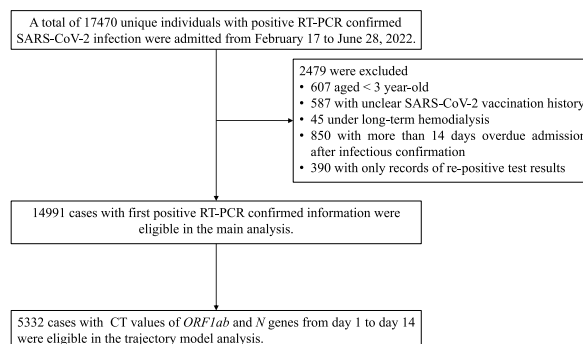 A total of 17470 unique individuals with positive RT-PCR confirmed
SARS-CoV-2 infection were admitted from February 17 to June 28, 2022.
2479 were excluded
• 607 aged < 3 year-old
• 587 with unclear SARS-CoV-2 vaccination history
• 45 under long-term hemodialysis
• 850 with more than 14 days overdue admission
after infectious confirmation
• 390 with only records of re-positive test results
14991 cases with first positive RT-PCR confirmed information were
eligible in the main analysis.
5332 cases with CT values of ORF1ab and N genes from day 1 to day 14
were eligible in the trajectory model analysis.